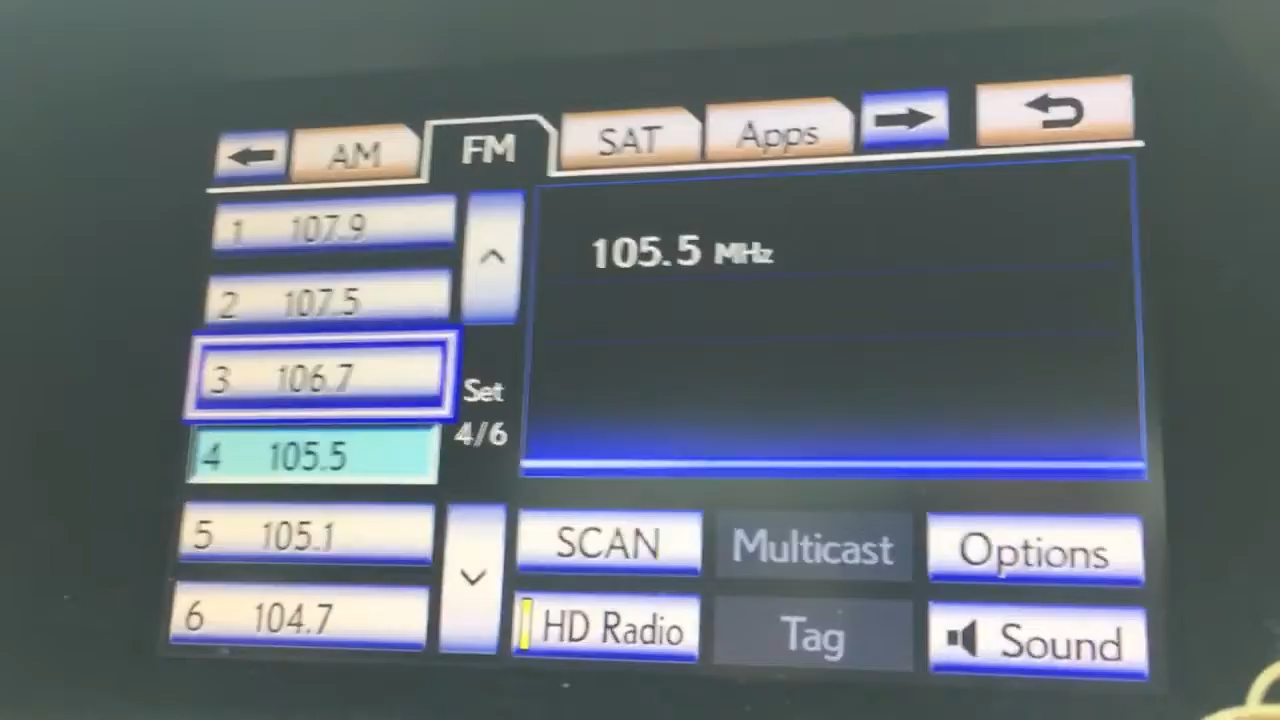 AM FM SAT Apps
1 107.9
2 107.5
3 106.7
4 105.5
5 105.1
6 104.7
Set
4/6
105.5 MHz
SCAN Multicast Options
HD Radio Tag Sound